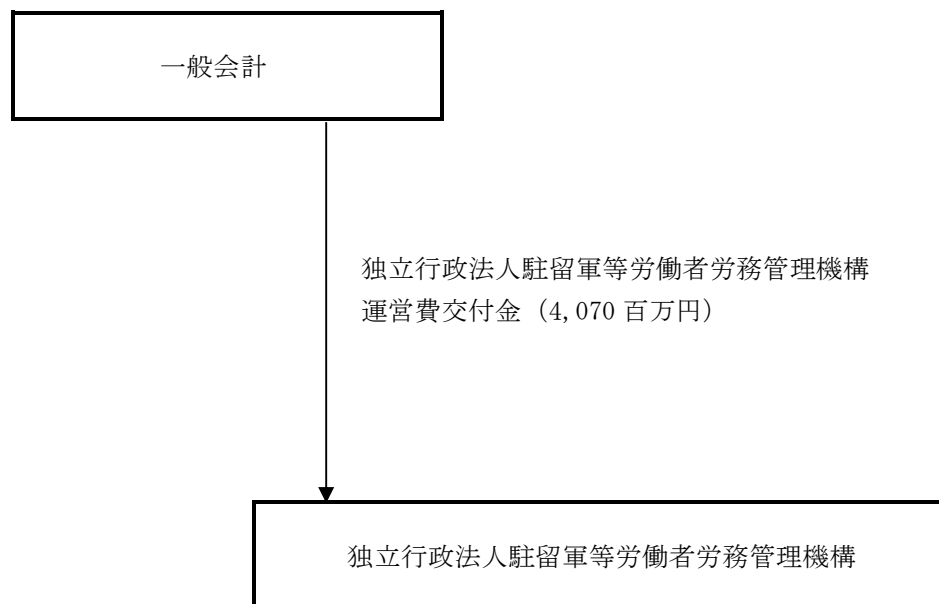 一般会計
独立行政法人駐留軍等労働者労務管理機構
運営費交付金（4,070 百万円）
独立行政法人駐留軍等労働者労務管理機構